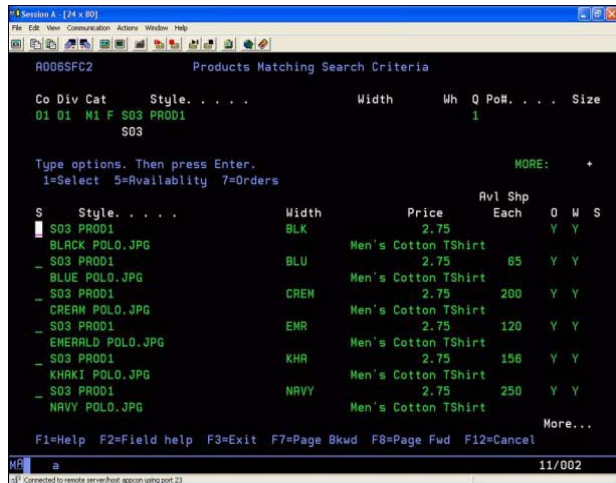 Session A - [24 x 80]
File Edit View Communication Actions Window Help
A006SFC2 Products Matching Search Criteria
Co Div Cat Style. . . . . Width Wh Q Po#. . . . Size
01 01 M1 F S03 PROD1 1
S03
Type options. Then press Enter. MORE: +
1=Select 5=Availablity 7=Orders
Avl Shp
S Style. . . . . Width Price Each O W S
S03 PROD1 BLK 2.75 Y Y
BLACK POLO.JPG Men's Cotton TShirt
_ S03 PROD1 BLU 2.75 65 Y Y
BLUE POLO.JPG Men's Cotton TShirt
_ S03 PROD1 CREM 2.75 200 Y Y
CREAM POLO.JPG Men's Cotton TShirt
_ S03 PROD1 EMR 2.75 120 Y Y
EMERALD POLO.JPG Men's Cotton TShirt
_ S03 PROD1 KHA 2.75 156 Y Y
KHAKI POLO.JPG Men's Cotton TShirt
_ S03 PROD1 NAVY 2.75 250 Y Y
NAVY POLO.JPG Men's Cotton TShirt
More...
F1=Help F2=Field help F3=Exit F7=Page Bkwd F8=Page Fwd F12=Cancel
MA a 11/002
Connected to remote server/host appcon using port 23